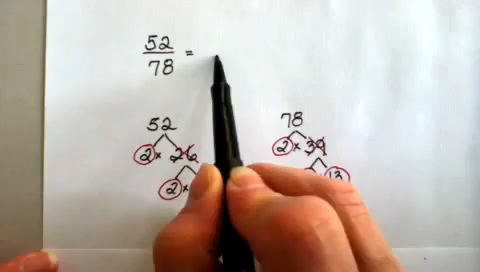 52
78 =
52 78
2 × 26 2 × 39
2 × 13